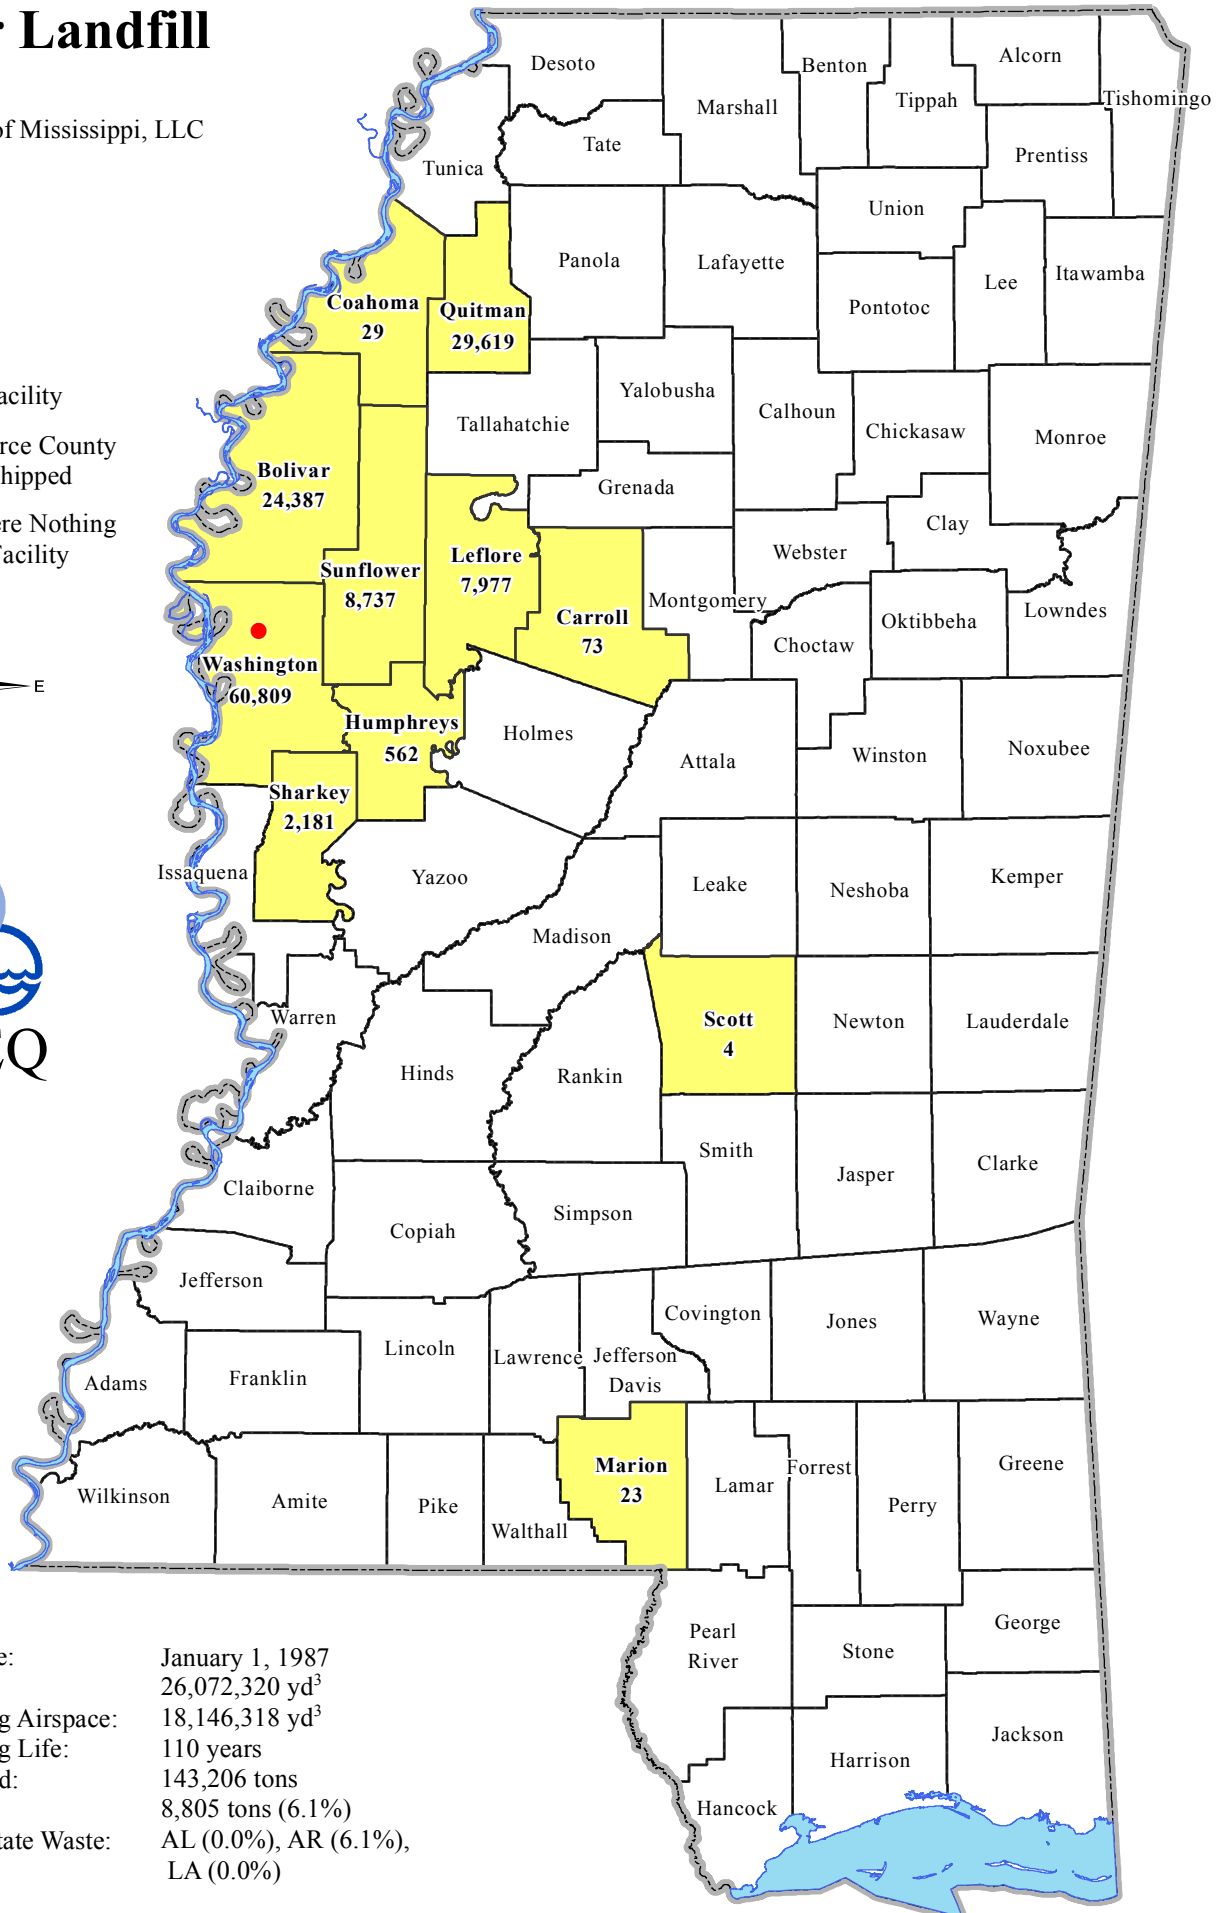 r Landfill
of Mississippi, LLC
Desoto
Marshall
Benton
Tippah
Alcorn
Tishomingo
Tate
Tunica
Prentiss
Union
Panola
Lafayette
Pontotoc
Lee
Itawamba
Coahoma
29
Quitman
29,619
acility
rce County
hipped
ere Nothing
Facility
Yalobusha
Tallahatchie
Calhoun
Chickasaw
Monroe
Bolivar
24,387
Grenada
Clay
Leflore
7,977
Webster
Sunflower
8,737
Carroll
73
Montgomery
Choctaw
Oktibbeha
Lowndes
Washington
60,809
E
Humphreys
562
Holmes
Attala
Winston
Noxubee
Sharkey
2,181
Issaquena
Yazoo
Leake
Neshoba
Kemper
Madison
Warren
Scott
4
Newton
Lauderdale
CQ
Hinds
Rankin
Smith
Jasper
Clarke
Claiborne
Copiah
Simpson
Jefferson
Covington
Jones
Wayne
Lincoln
Lawrence
Jefferson
Davis
Adams
Franklin
Marion
23
Lamar
Forrest
Perry
Greene
Wilkinson
Amite
Pike
Walthall
Pearl
River
Stone
George
Jackson
Harrison
Hancock
e: January 1, 1987
26,072,320 yd³
g Airspace: 18,146,318 yd³
g Life: 110 years
d: 143,206 tons
8,805 tons (6.1%)
tate Waste: AL (0.0%), AR (6.1%),
LA (0.0%)